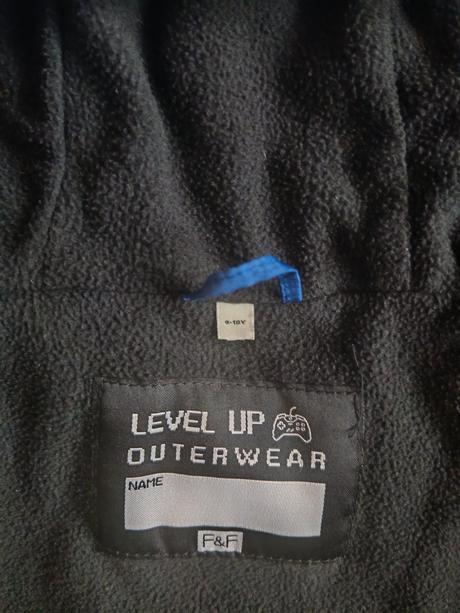 9-10Y
LEVEL UP
OUTERWEAR
NAME
F&F